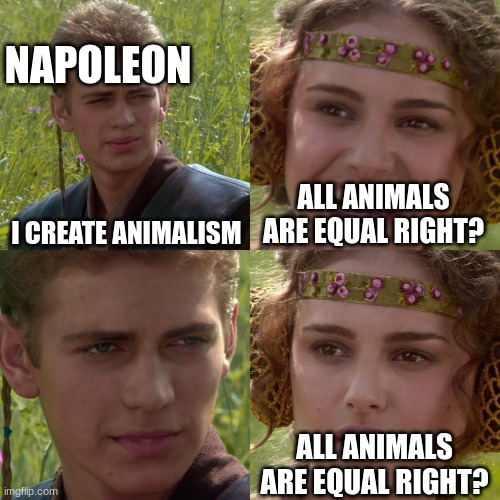 NAPOLEON
I CREATE ANIMALISM
ALL ANIMALS
ARE EQUAL RIGHT?
ALL ANIMALS
ARE EQUAL RIGHT?
imgflip.com